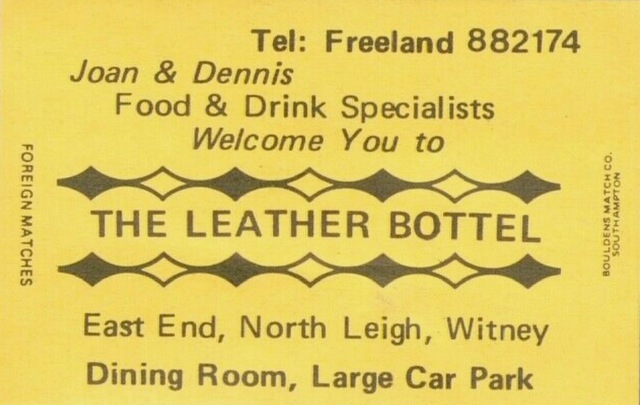 Tel: Freeland 882174
Joan & Dennis
Food & Drink Specialists
Welcome You to
THE LEATHER BOTTEL
East End, North Leigh, Witney
Dining Room, Large Car Park
FOREIGN MATCHES
BOULDENS MATCH CO.
SOUTHAMPTON